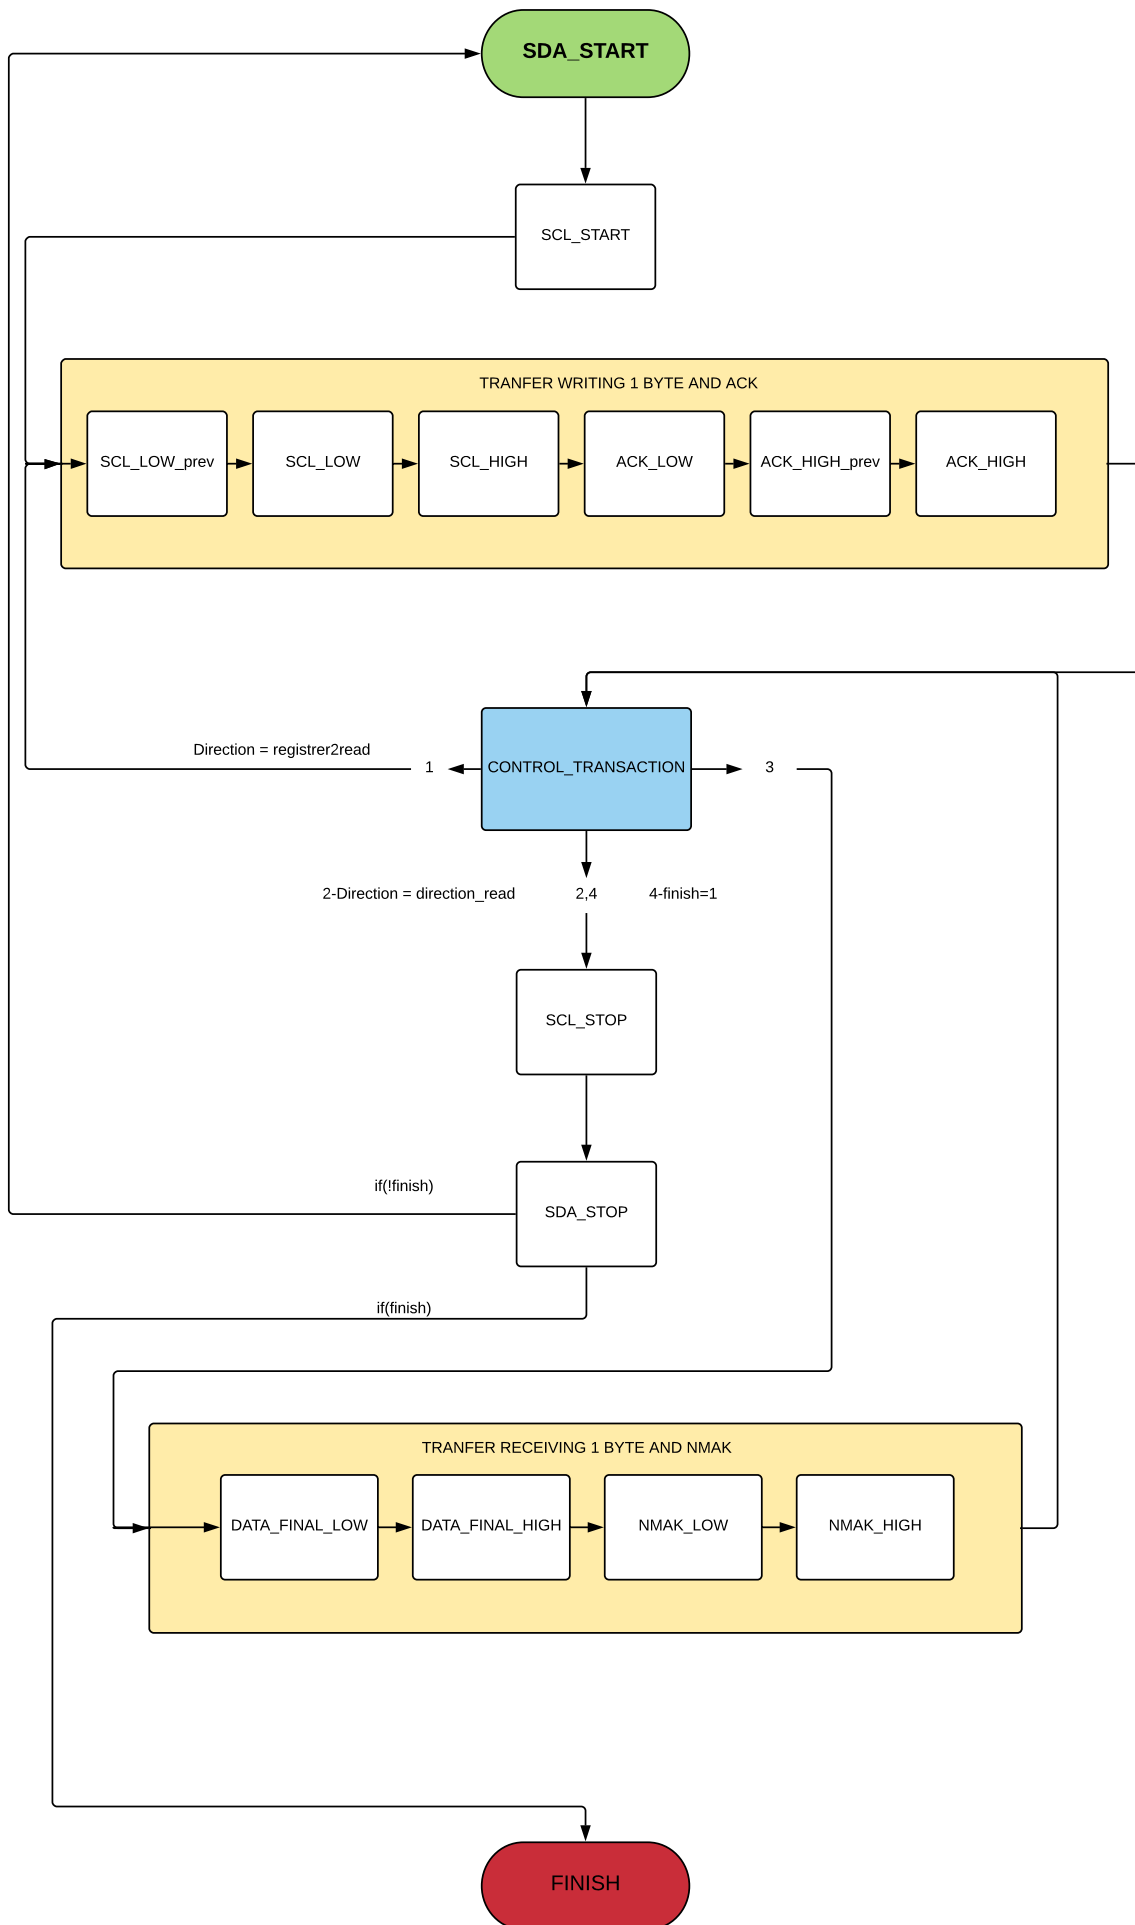 SDA_START
SCL_START
TRANFER WRITING 1 BYTE AND ACK
SCL_LOW_prev
SCL_LOW
SCL_HIGH
ACK_LOW
ACK_HIGH_prev
ACK_HIGH
Direction = registrer2read
1
CONTROL_TRANSACTION
3
2-Direction = direction_read
2,4
4-finish=1
SCL_STOP
if(!finish)
SDA_STOP
if(finish)
TRANFER RECEIVING 1 BYTE AND NMAK
DATA_FINAL_LOW
DATA_FINAL_HIGH
NMAK_LOW
NMAK_HIGH
FINISH